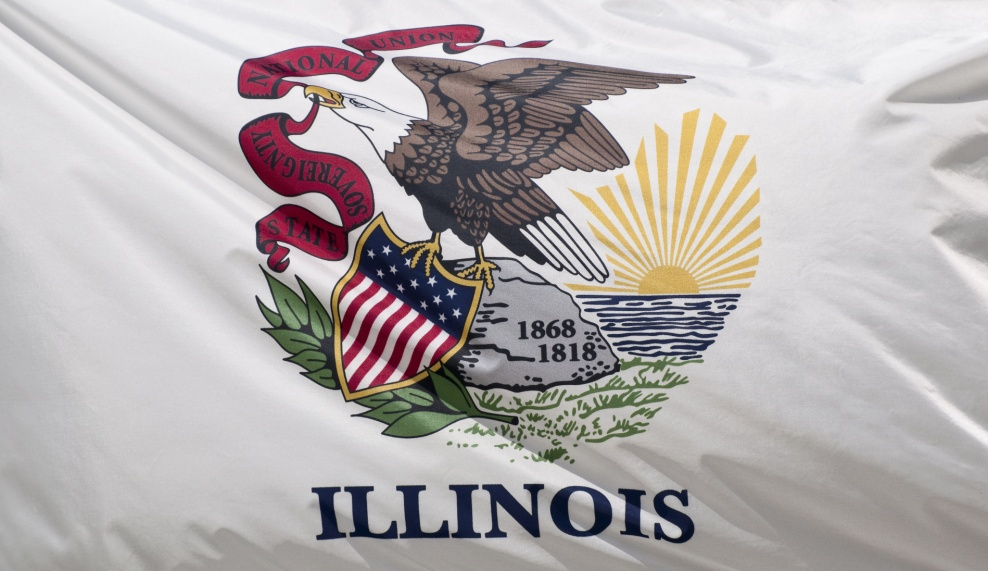 STATE
SOVEREIGNTY
NATIONAL
UNION
1868
1818
ILLINOIS